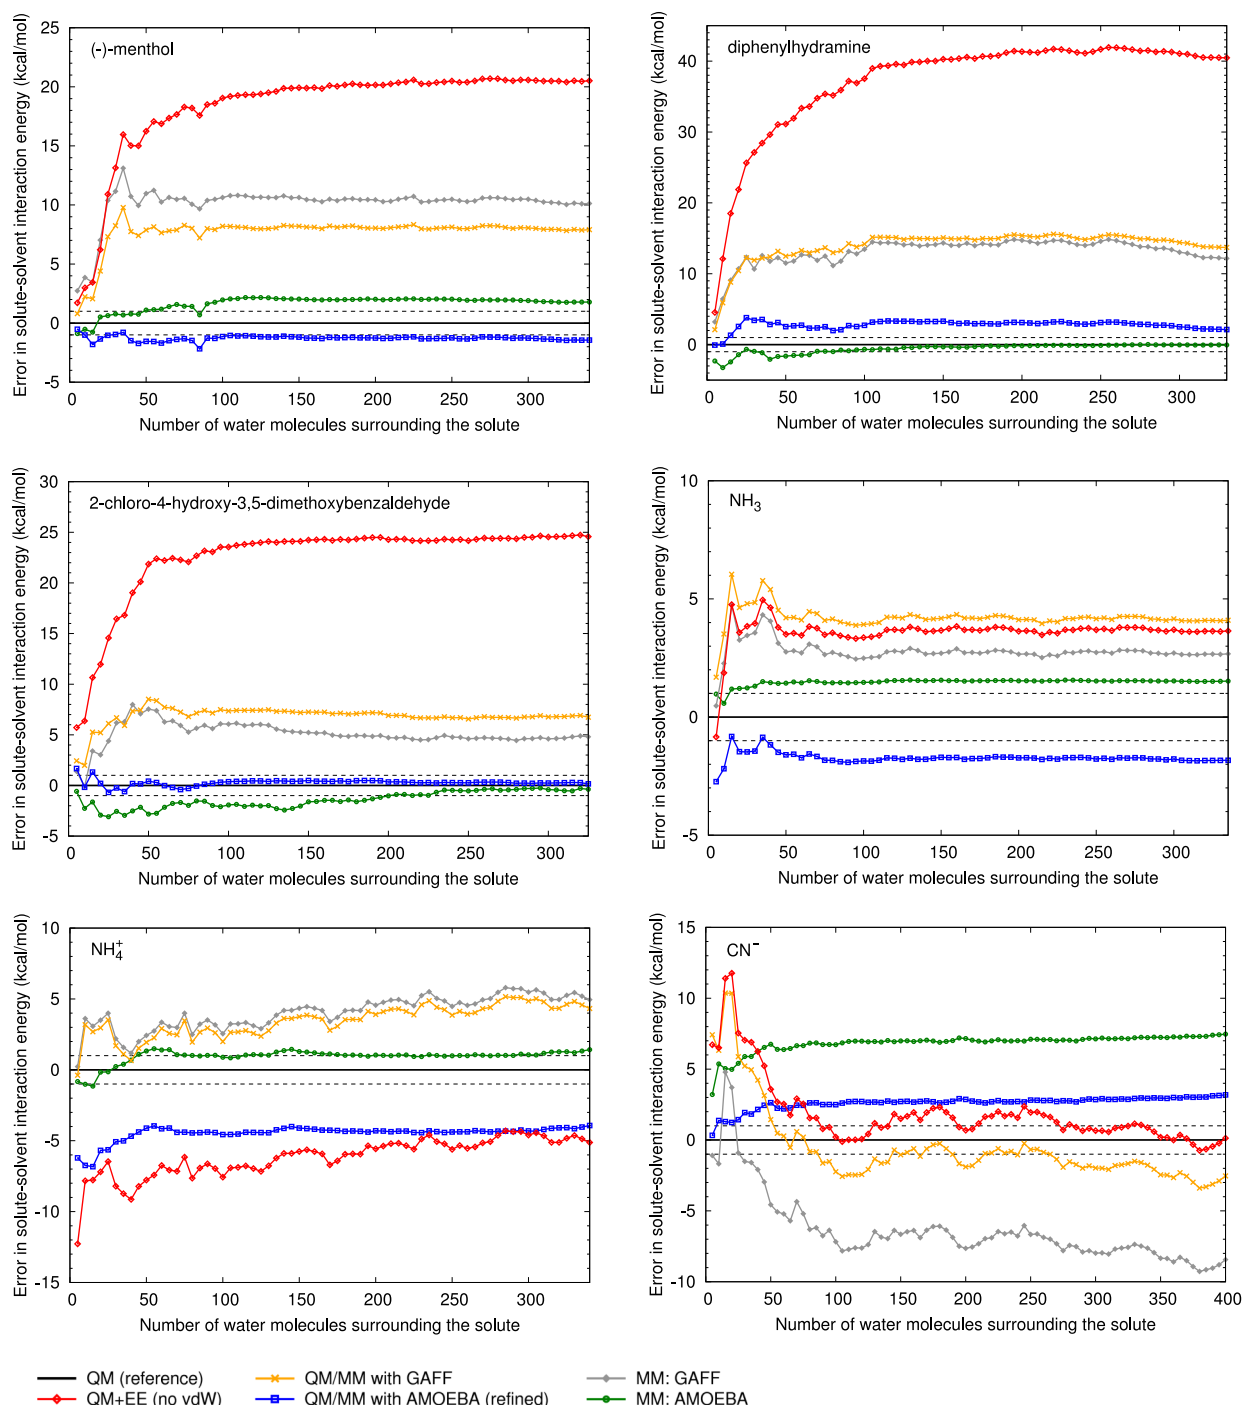 (-)-menthol
Error in solute-solvent interaction energy (kcal/mol)
25
20
15
10
5
0
-5
0 50 100 150 200 250 300
Number of water molecules surrounding the solute
diphenylhydramine
Error in solute-solvent interaction energy (kcal/mol)
40
30
20
10
0
0 50 100 150 200 250 300
Number of water molecules surrounding the solute
2-chloro-4-hydroxy-3,5-dimethoxybenzaldehyde
Error in solute-solvent interaction energy (kcal/mol)
30
25
20
15
10
5
0
-5
0 50 100 150 200 250 300
Number of water molecules surrounding the solute
NH₃
Error in solute-solvent interaction energy (kcal/mol)
10
5
0
-5
0 50 100 150 200 250 300
Number of water molecules surrounding the solute
NH₄⁺
Error in solute-solvent interaction energy (kcal/mol)
10
5
0
-5
-10
-15
0 50 100 150 200 250 300
Number of water molecules surrounding the solute
CN⁻
Error in solute-solvent interaction energy (kcal/mol)
15
10
5
0
-5
-10
0 50 100 150 200 250 300 350 400
Number of water molecules surrounding the solute
QM (reference)
QM+EE (no vdW)
QM/MM with GAFF
QM/MM with AMOEBA (refined)
MM: GAFF
MM: AMOEBA